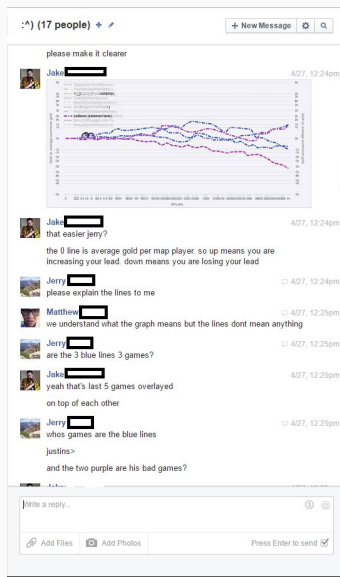 :^) (17 people)
+ New Message
please make it clearer
Jake
4/27, 12:24pm
Minutes
Jake
4/27, 12:24pm
that easier jerry?
the 0 line is average gold per map player. so up means you are
increasing your lead. down means you are losing your lead
Jerry
4/27, 12:24pm
please explain the lines to me
Matthew
4/27, 12:25pm
we understand what the graph means but the lines dont mean anything
Jerry
4/27, 12:25pm
are the 3 blue lines 3 games?
Jake
4/27, 12:25pm
yeah that's last 5 games overlayed
on top of each other
Jerry
4/27, 12:25pm
whos games are the blue lines
justins>
and the two purple are his bad games?
Write a reply...
Add Files
Add Photos
Press Enter to send